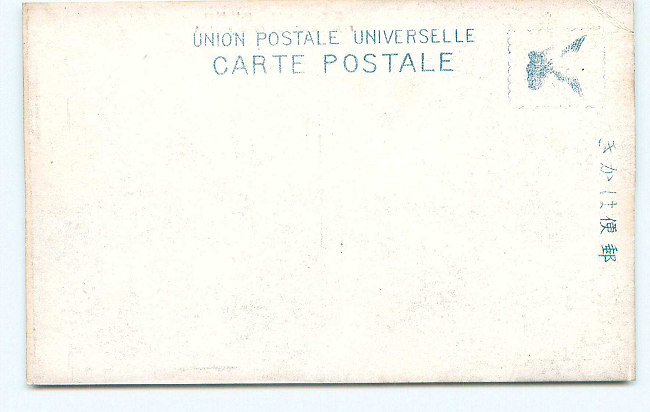 UNION POSTALE UNIVERSELLE
CARTE POSTALE
郵便はかき